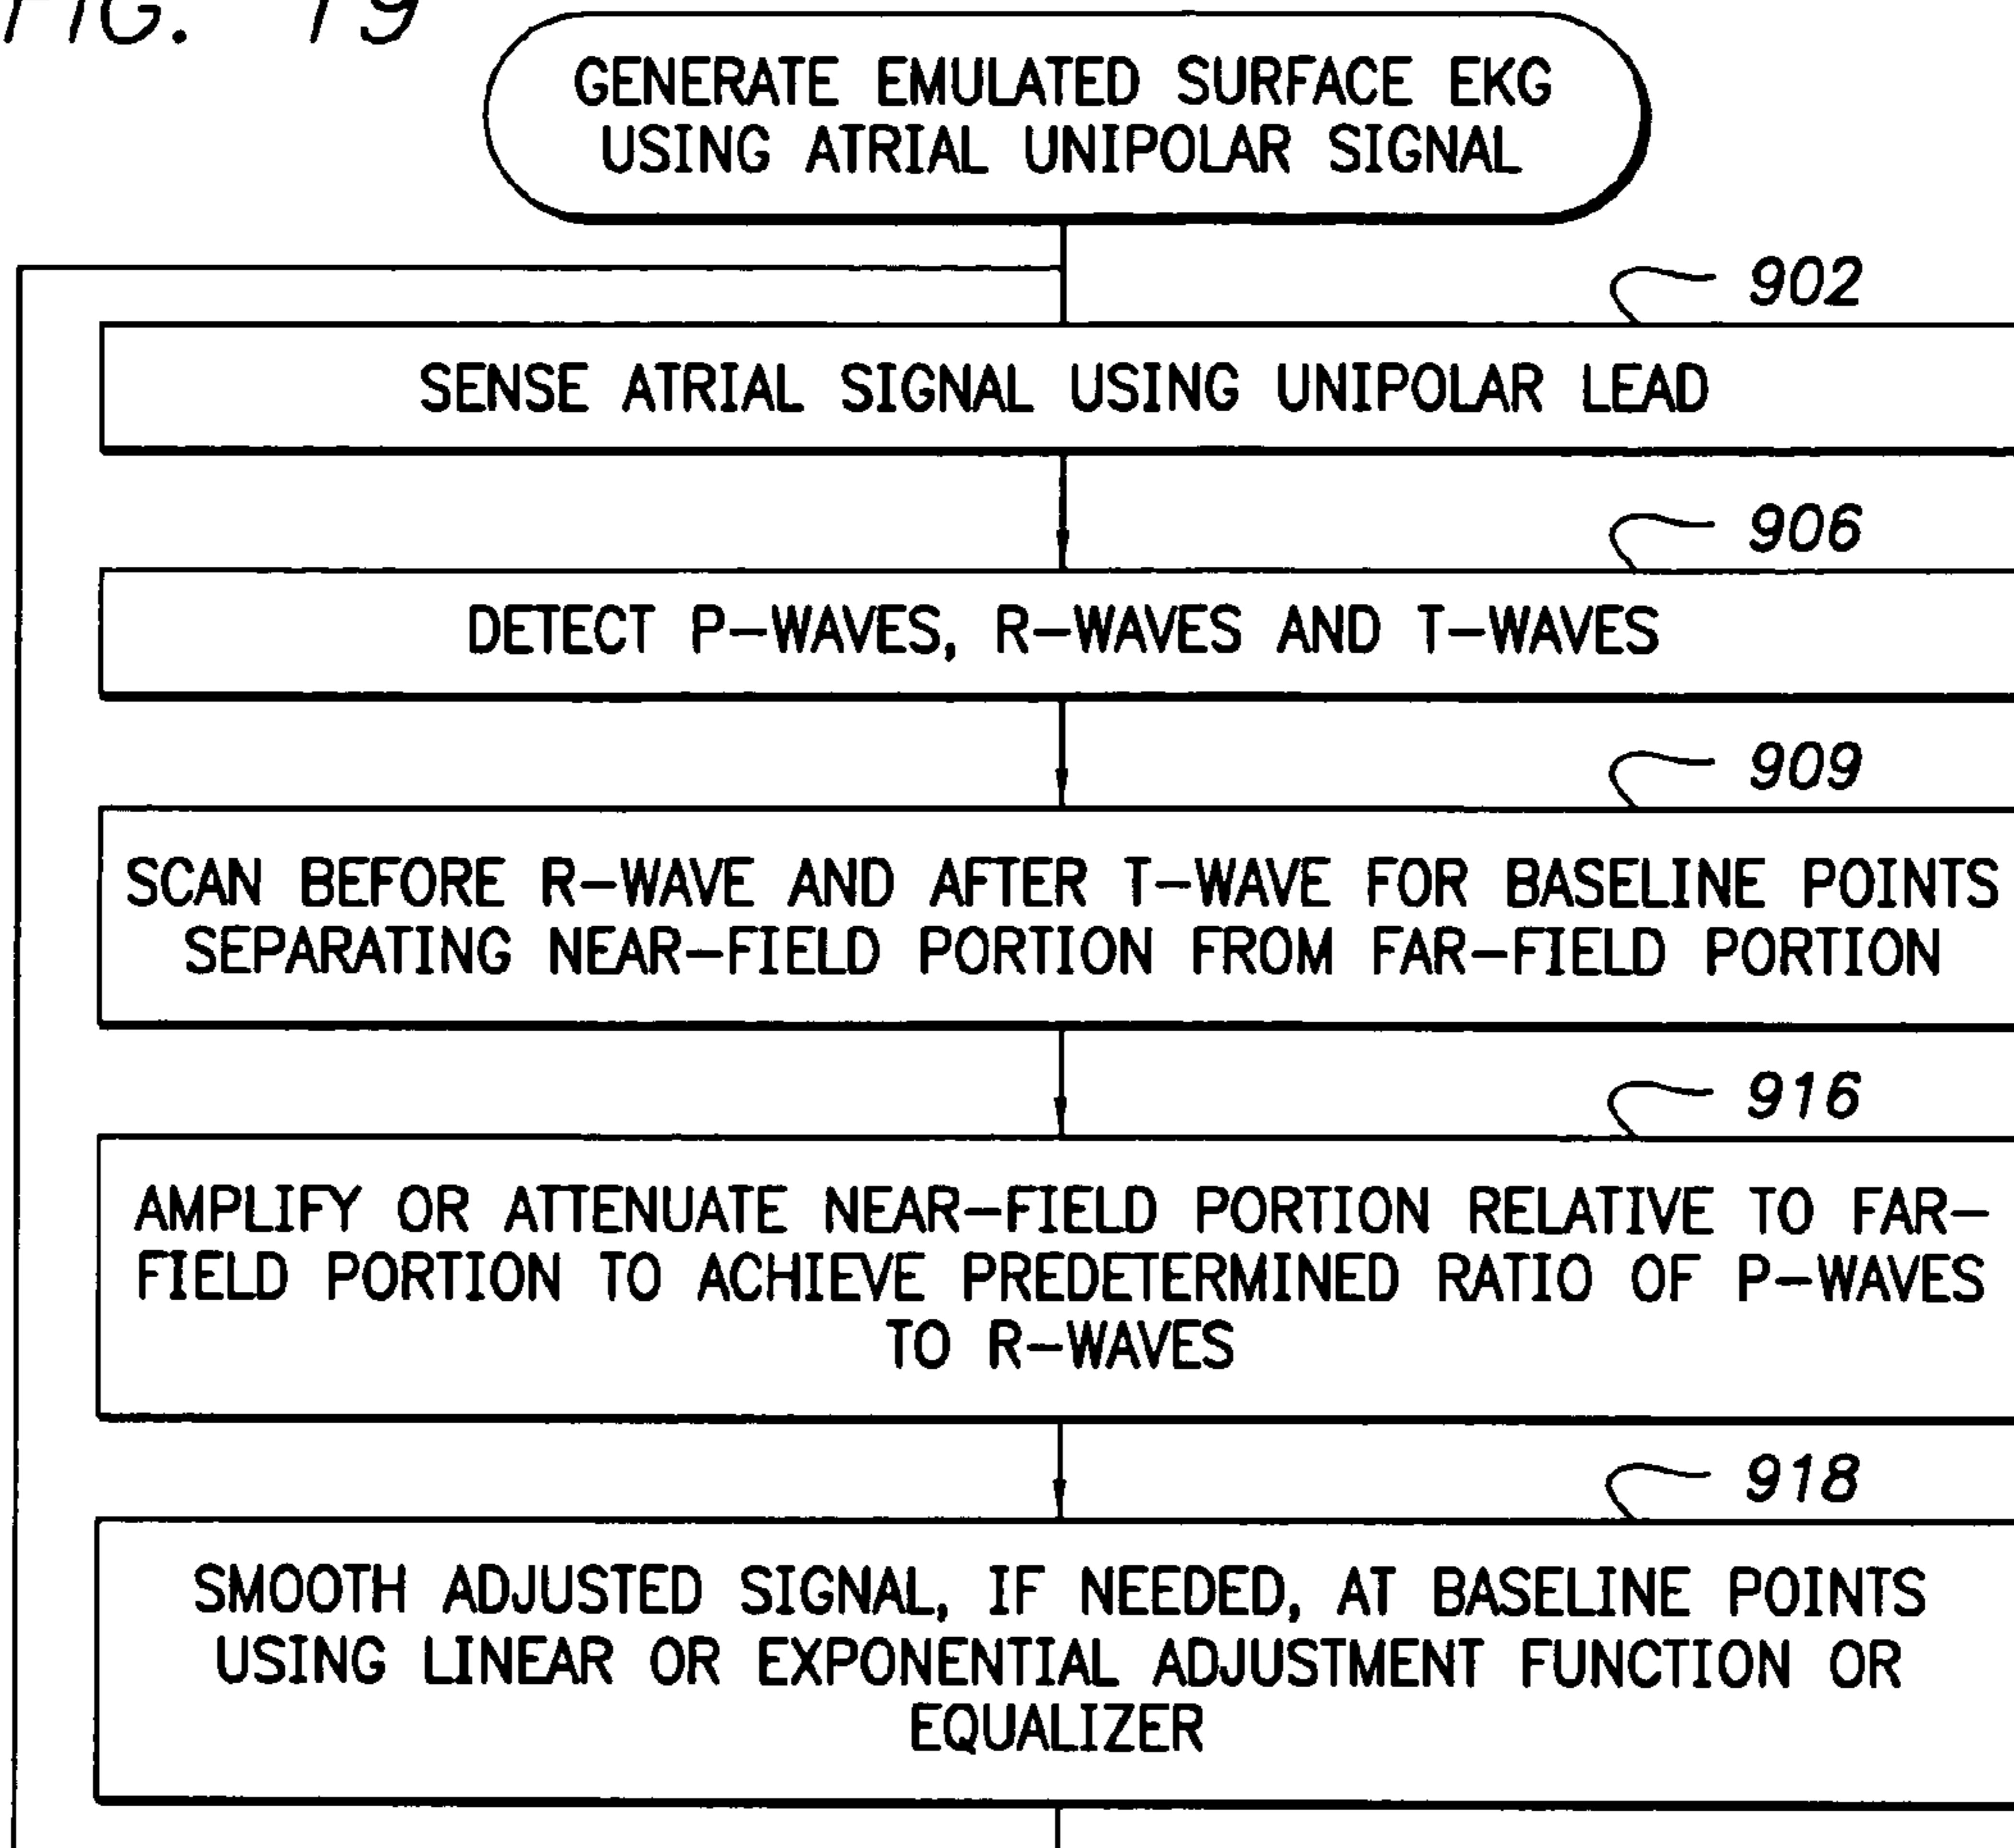 FIG. 19
GENERATE EMULATED SURFACE EKG
USING ATRIAL UNIPOLAR SIGNAL
902
SENSE ATRIAL SIGNAL USING UNIPOLAR LEAD
906
DETECT P-WAVES, R-WAVES AND T-WAVES
909
SCAN BEFORE R-WAVE AND AFTER T-WAVE FOR BASELINE POINTS
SEPARATING NEAR-FIELD PORTION FROM FAR-FIELD PORTION
916
AMPLIFY OR ATTENUATE NEAR-FIELD PORTION RELATIVE TO FAR-
FIELD PORTION TO ACHIEVE PREDETERMINED RATIO OF P-WAVES
TO R-WAVES
918
SMOOTH ADJUSTED SIGNAL, IF NEEDED, AT BASELINE POINTS
USING LINEAR OR EXPONENTIAL ADJUSTMENT FUNCTION OR
EQUALIZER